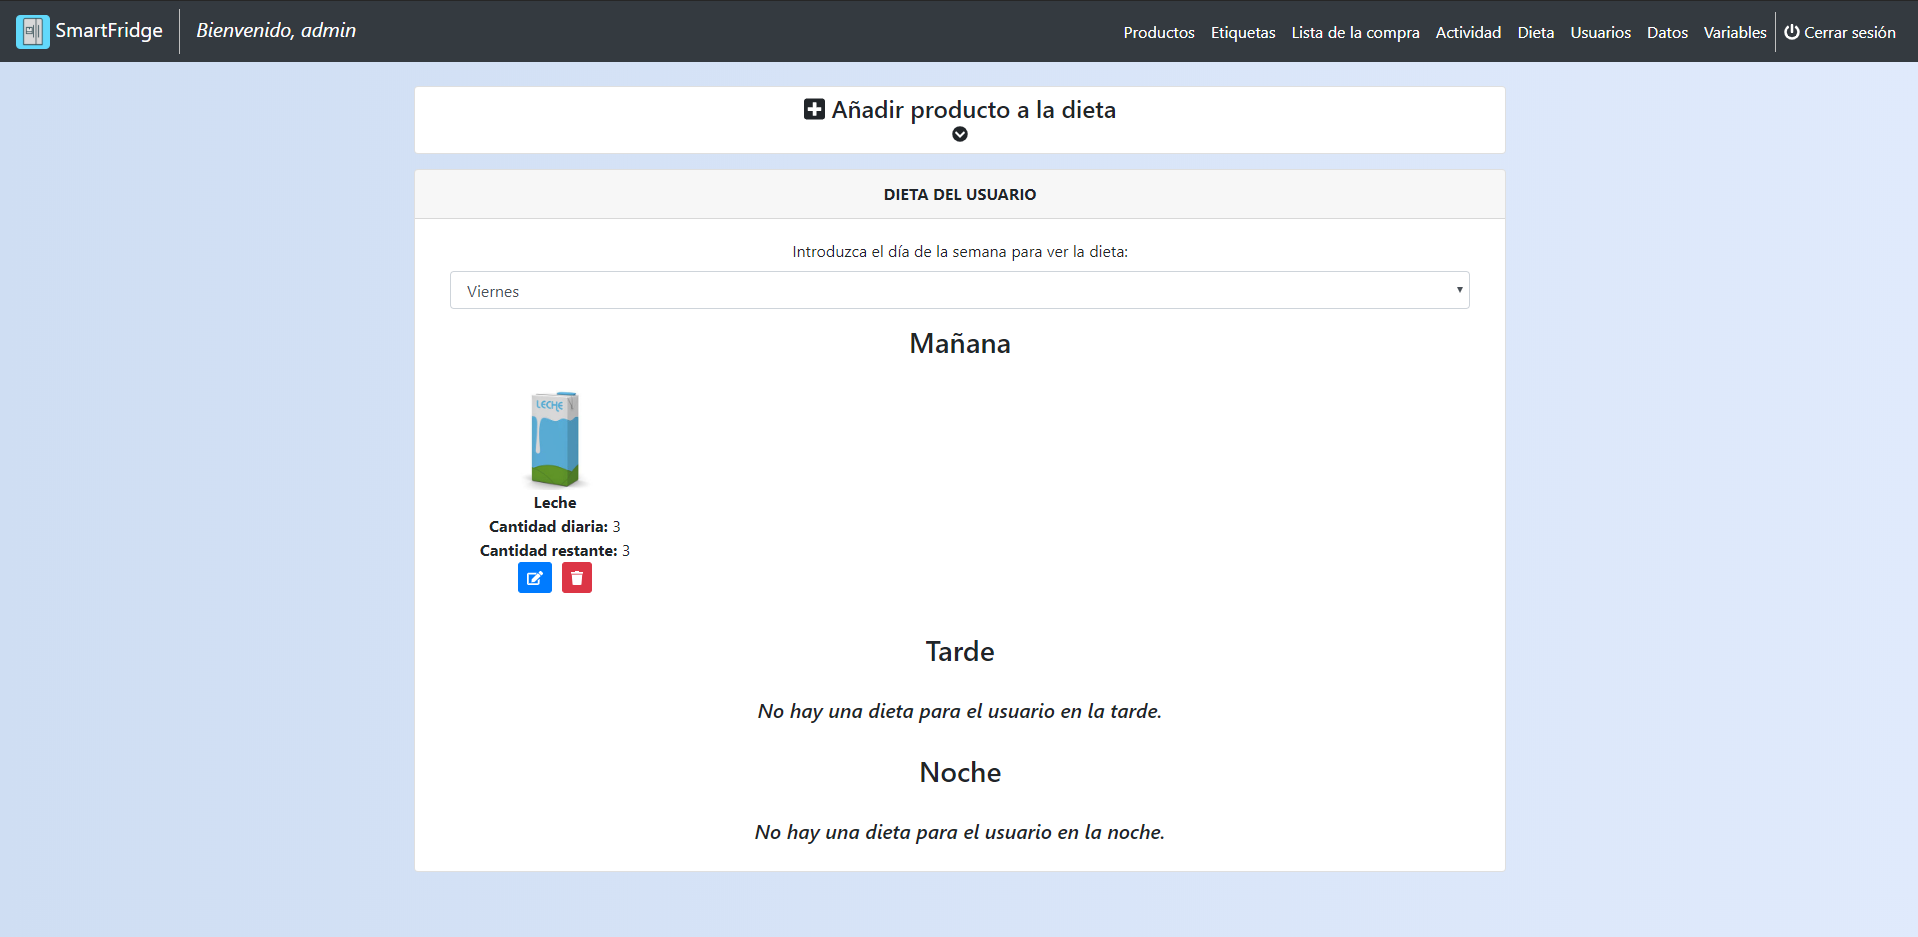 SmartFridge
Bienvenido, admin
Productos Etiquetas Lista de la compra Actividad Dieta Usuarios Datos Variables Cerrar sesión
Añadir producto a la dieta
DIETA DEL USUARIO
Introduzca el día de la semana para ver la dieta:
Viernes
Mañana
LECHE
Leche
Cantidad diaria: 3
Cantidad restante: 3
Tarde
No hay una dieta para el usuario en la tarde.
Noche
No hay una dieta para el usuario en la noche.